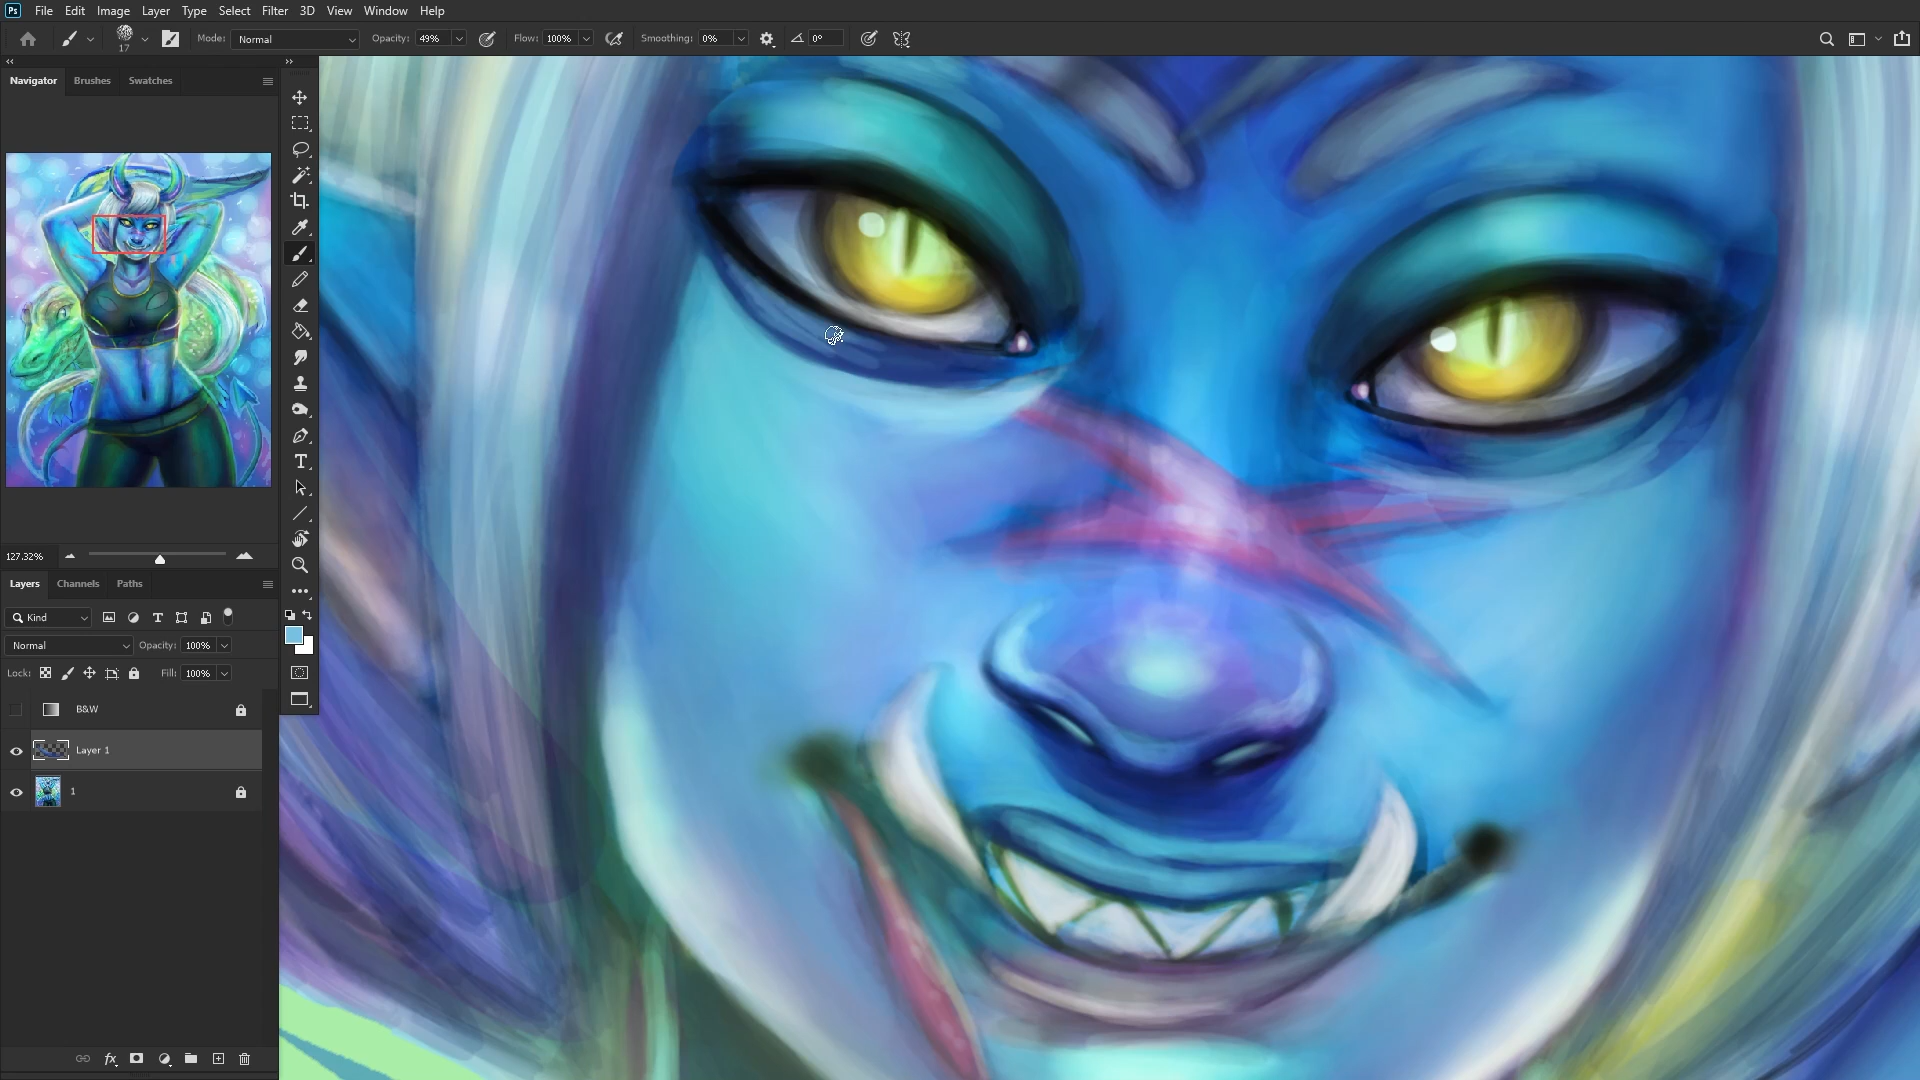 Ps File Edit Image Layer Type Select Filter 3D View Window Help
17 Mode: Normal Opacity: 49% Flow: 100% Smoothing: 0% 0°
Navigator Brushes Swatches
127.32%
Layers Channels Paths
Kind
Normal Opacity: 100%
Lock: Fill: 100%
B&W
Layer 1
1